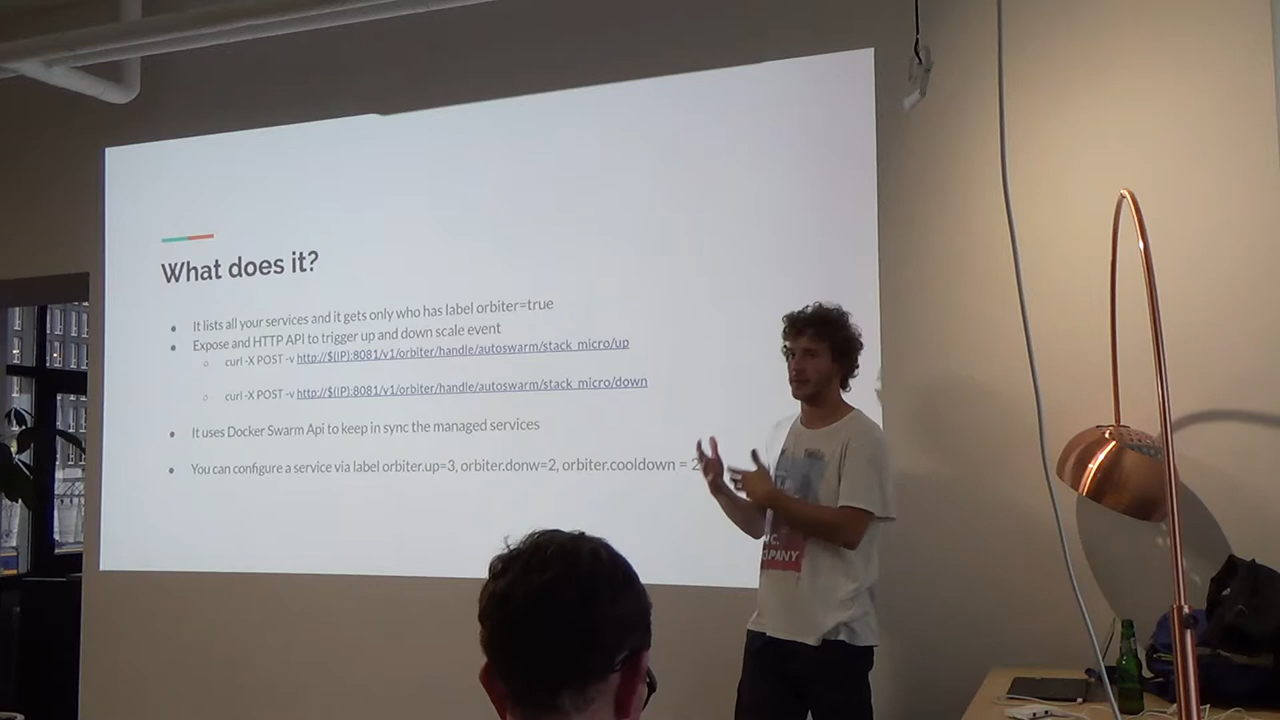 What does it?
It lists all your services and it gets only who has label orbiter=true
Expose and HTTP API to trigger up and down scale event
curl -X POST -v http://$(IP):8081/v1/orbiter/handle/autoswarm/stack_micro/up
curl -X POST -v http://$(IP):8081/v1/orbiter/handle/autoswarm/stack_micro/down
It uses Docker Swarm Api to keep in sync the managed services
You can configure a service via label orbiter.up=3, orbiter.donw=2, orbiter.cooldown = 2